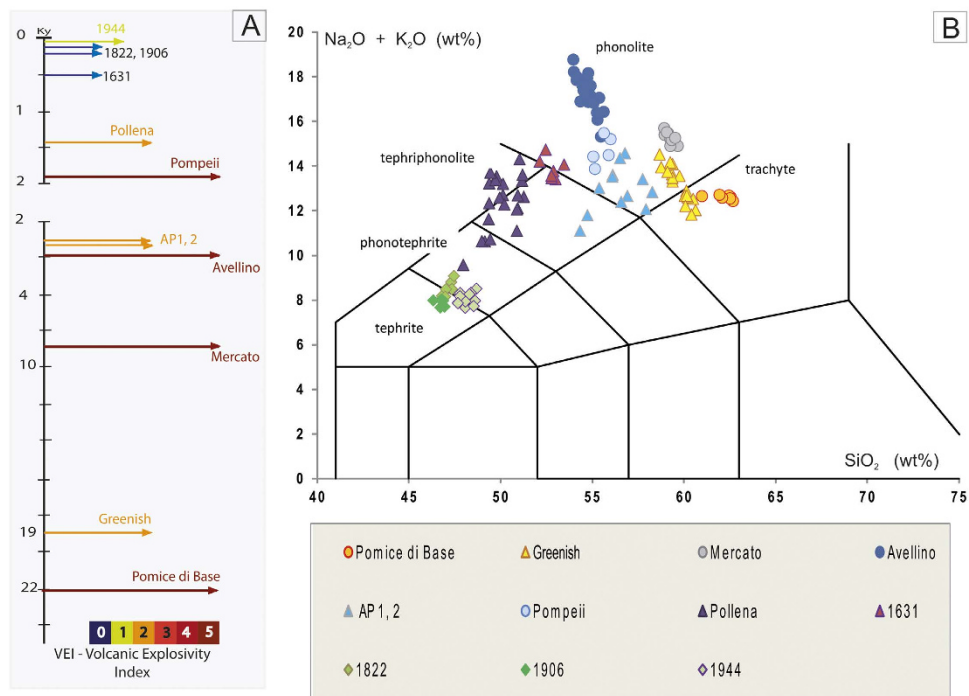 A
Ky
0
1944
1822, 1906
1631
1
Pollena
Pompeii
2
2
AP1, 2
Avellino
4
Mercato
10
Greenish
19
Pomice di Base
22
0 1 2 3 4 5
VEI - Volcanic Explosivity
Index
B
Na₂O + K₂O (wt%)
20
18
16
14
12
10
8
6
4
2
0
phonolite
tephriphonolite
trachyte
phonotephrite
tephrite
SiO₂ (wt%)
40 45 50 55 60 65 70 75
Pomice di Base Greenish Mercato Avellino
AP1, 2 Pompeii Pollena 1631
1822 1906 1944